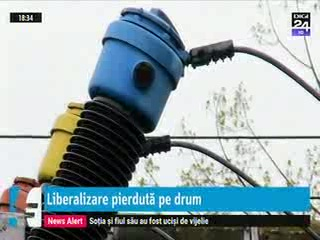 18:34
DIGI
24
HD
Liberalizare pierdută pe drum
News Alert Soția și fiul său au fost uciși de vijelie